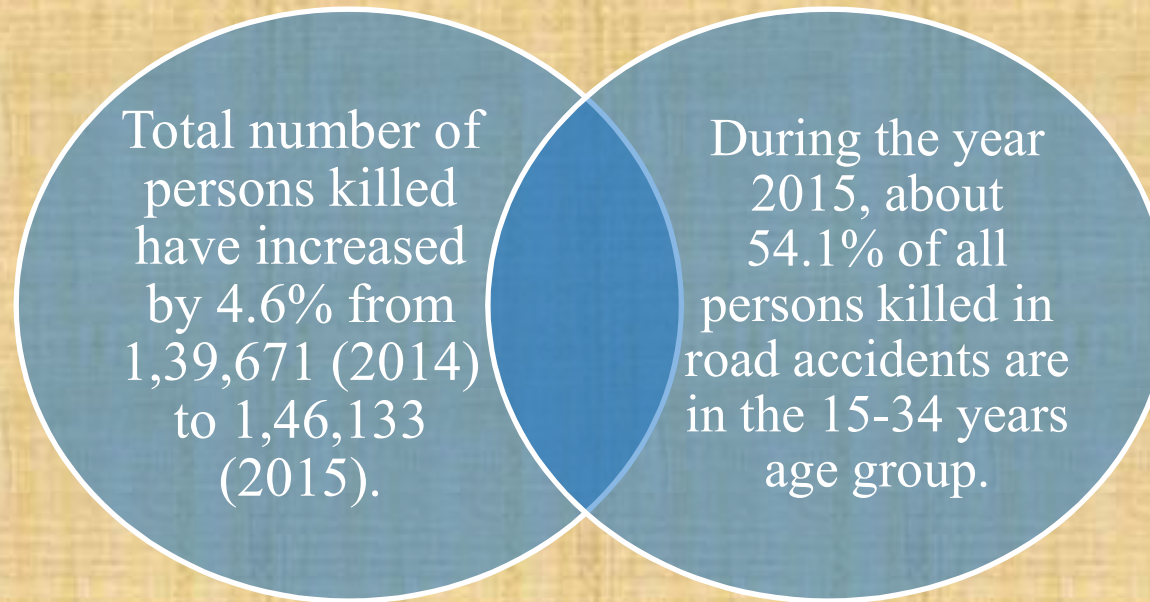 Total number of
persons killed
have increased
by 4.6% from
1,39,671 (2014)
to 1,46,133
(2015).
During the year
2015, about
54.1% of all
persons killed in
road accidents are
in the 15-34 years
age group.